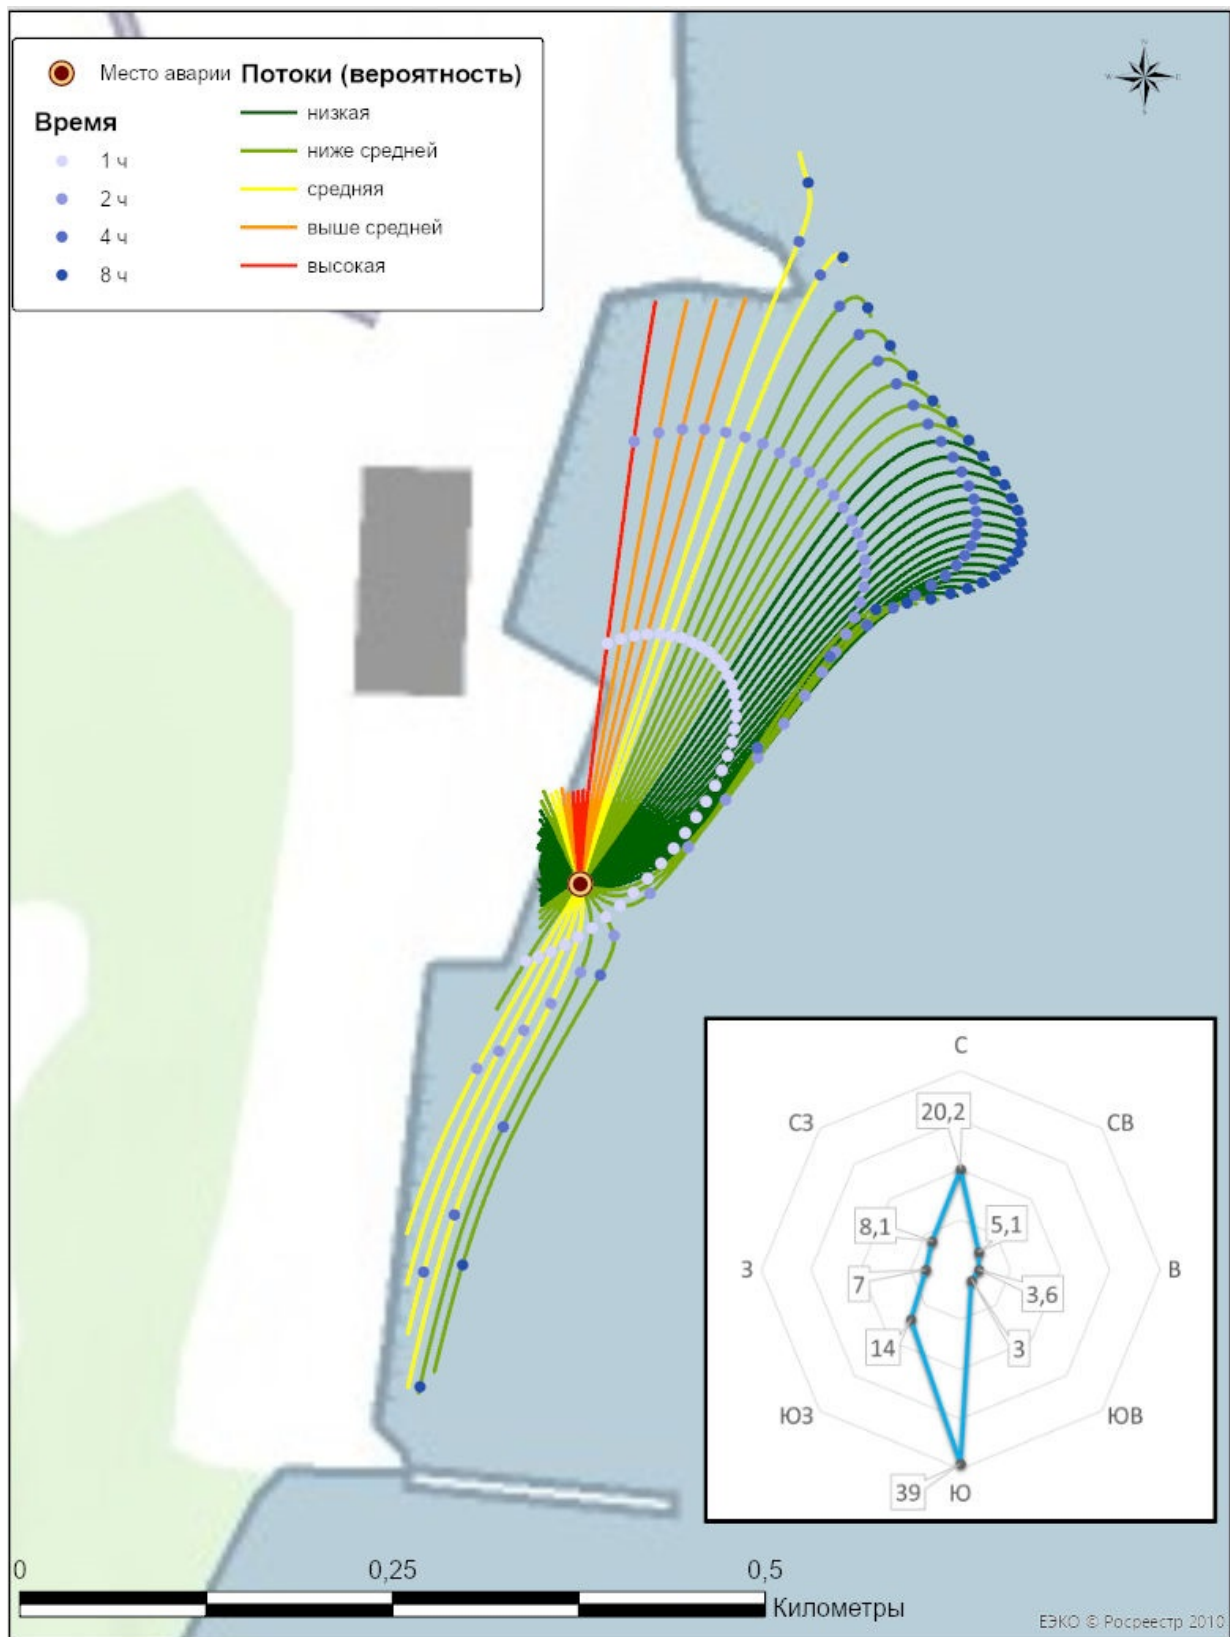 Место аварии
Потоки (вероятность)
Время
1 ч
2 ч
4 ч
8 ч
низкая
ниже средней
средняя
выше средней
высокая
N
W
E
S
С
20,2
СЗ
СВ
8,1
5,1
З
В
7
3,6
14
3
ЮЗ
ЮВ
39
Ю
0
0,25
0,5
Километры
ЕЭКО © Росреестр 2010